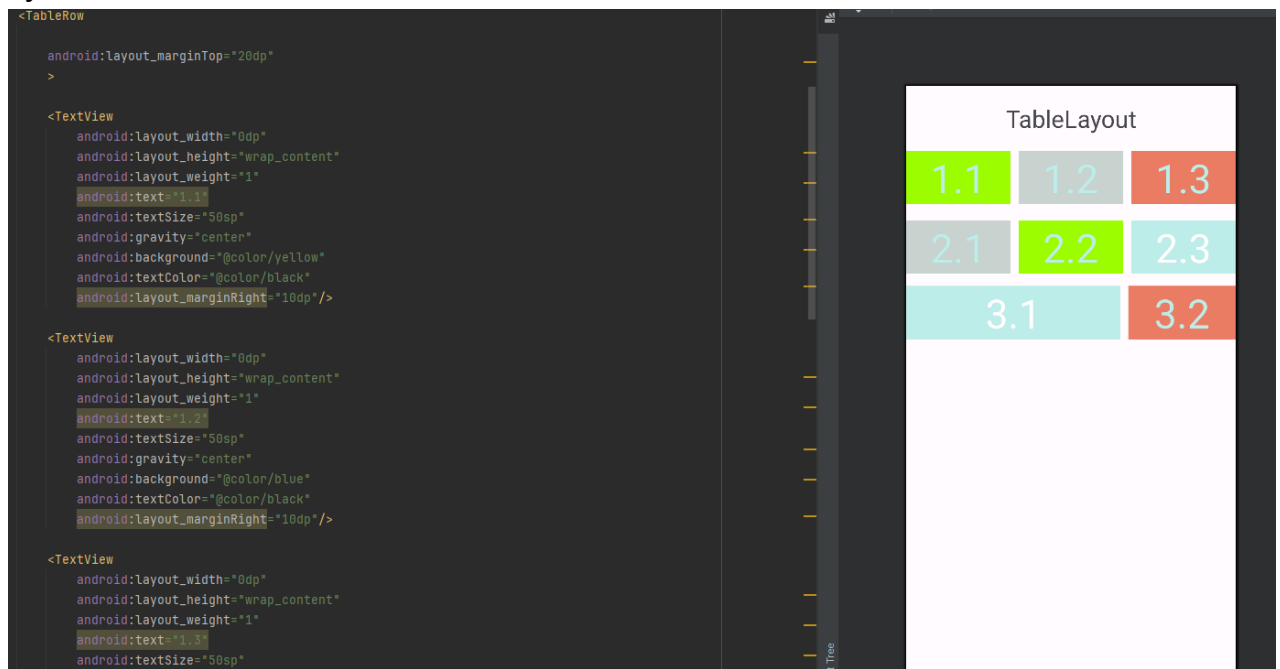 <TableRow
android:layout_marginTop="20dp"
>
<TextView
android:layout_width="0dp"
android:layout_height="wrap_content"
android:layout_weight="1"
android:text="1.1"
android:textSize="50sp"
android:gravity="center"
android:background="@color/yellow"
android:textColor="@color/black"
android:layout_marginRight="10dp"/>
<TextView
android:layout_width="0dp"
android:layout_height="wrap_content"
android:layout_weight="1"
android:text="1.2"
android:textSize="50sp"
android:gravity="center"
android:background="@color/blue"
android:textColor="@color/black"
android:layout_marginRight="10dp"/>
<TextView
android:layout_width="0dp"
android:layout_height="wrap_content"
android:layout_weight="1"
android:text="1.3"
android:textSize="50sp"
Tree
TableLayout
1.1 1.2 1.3
2.1 2.2 2.3
3.1 3.2